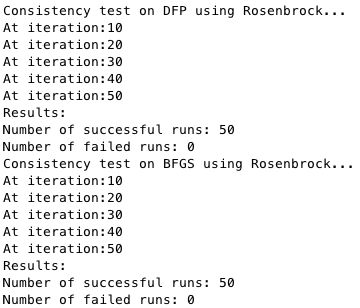 Consistency test on DFP using Rosenbrock...
At iteration:10
At iteration:20
At iteration:30
At iteration:40
At iteration:50
Results:
Number of successful runs: 50
Number of failed runs: 0
Consistency test on BFGS using Rosenbrock...
At iteration:10
At iteration:20
At iteration:30
At iteration:40
At iteration:50
Results:
Number of successful runs: 50
Number of failed runs: 0